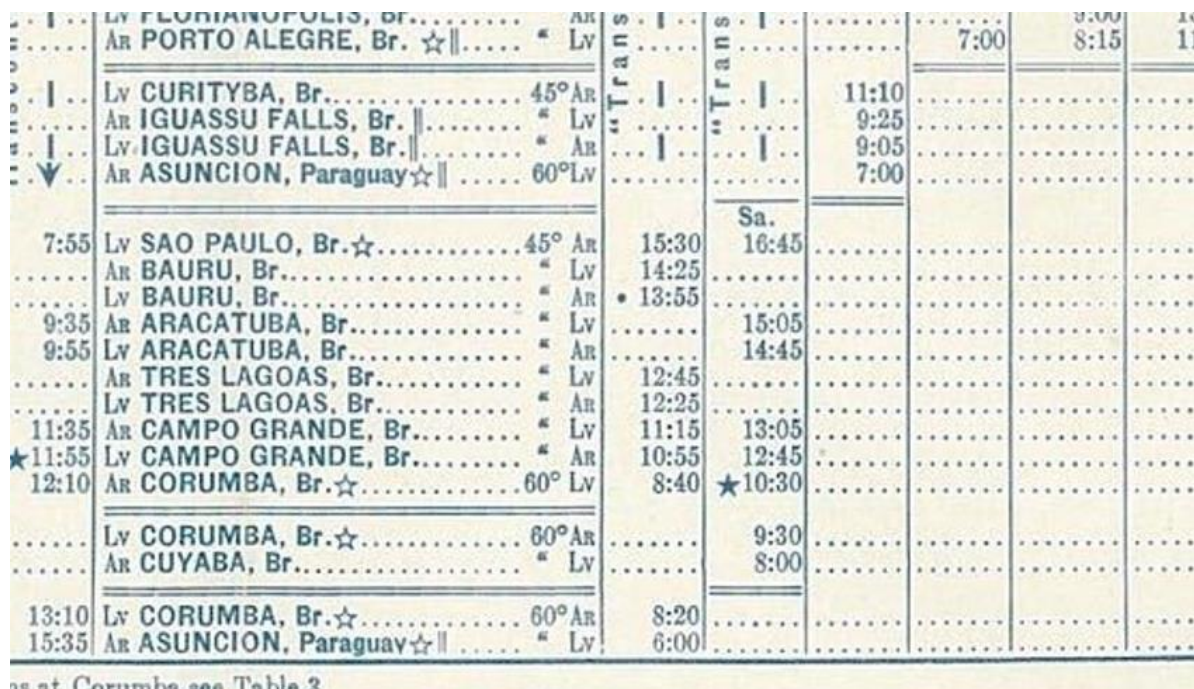 Lv FLORIANOPOLIS, Br. AR 9:00
AR PORTO ALEGRE, Br. ☆‖..... “ Lv 7:00 8:15
Lv CURITYBA, Br................ 45° AR 11:10
AR IGUASSU FALLS, Br. ‖........ “ Lv 9:25
Lv IGUASSU FALLS, Br.‖........ “ AR 9:05
AR ASUNCION, Paraguay☆‖ ..... 60° Lv 7:00
Sa.
7:55 Lv SAO PAULO, Br.☆............ 45° AR 15:30 16:45
AR BAURU, Br.................. “ Lv 14:25
Lv BAURU, Br.................. “ AR • 13:55
9:35 AR ARACATUBA, Br............. “ Lv 15:05
9:55 Lv ARACATUBA, Br............. “ AR 14:45
AR TRES LAGOAS, Br........... “ Lv 12:45
Lv TRES LAGOAS, Br........... “ AR 12:25
11:35 AR CAMPO GRANDE, Br......... “ Lv 11:15 13:05
★11:55 Lv CAMPO GRANDE, Br......... “ AR 10:55 12:45
12:10 AR CORUMBA, Br.☆............. 60° Lv 8:40 ★10:30
Lv CORUMBA, Br.☆............. 60° AR 9:30
AR CUYABA, Br................. “ Lv 8:00
13:10 Lv CORUMBA, Br.☆............. 60° AR 8:20
15:35 AR ASUNCION, Paraguay☆‖ ..... “ Lv 6:00
at Corumba see Table 3
"Trans
"Trans